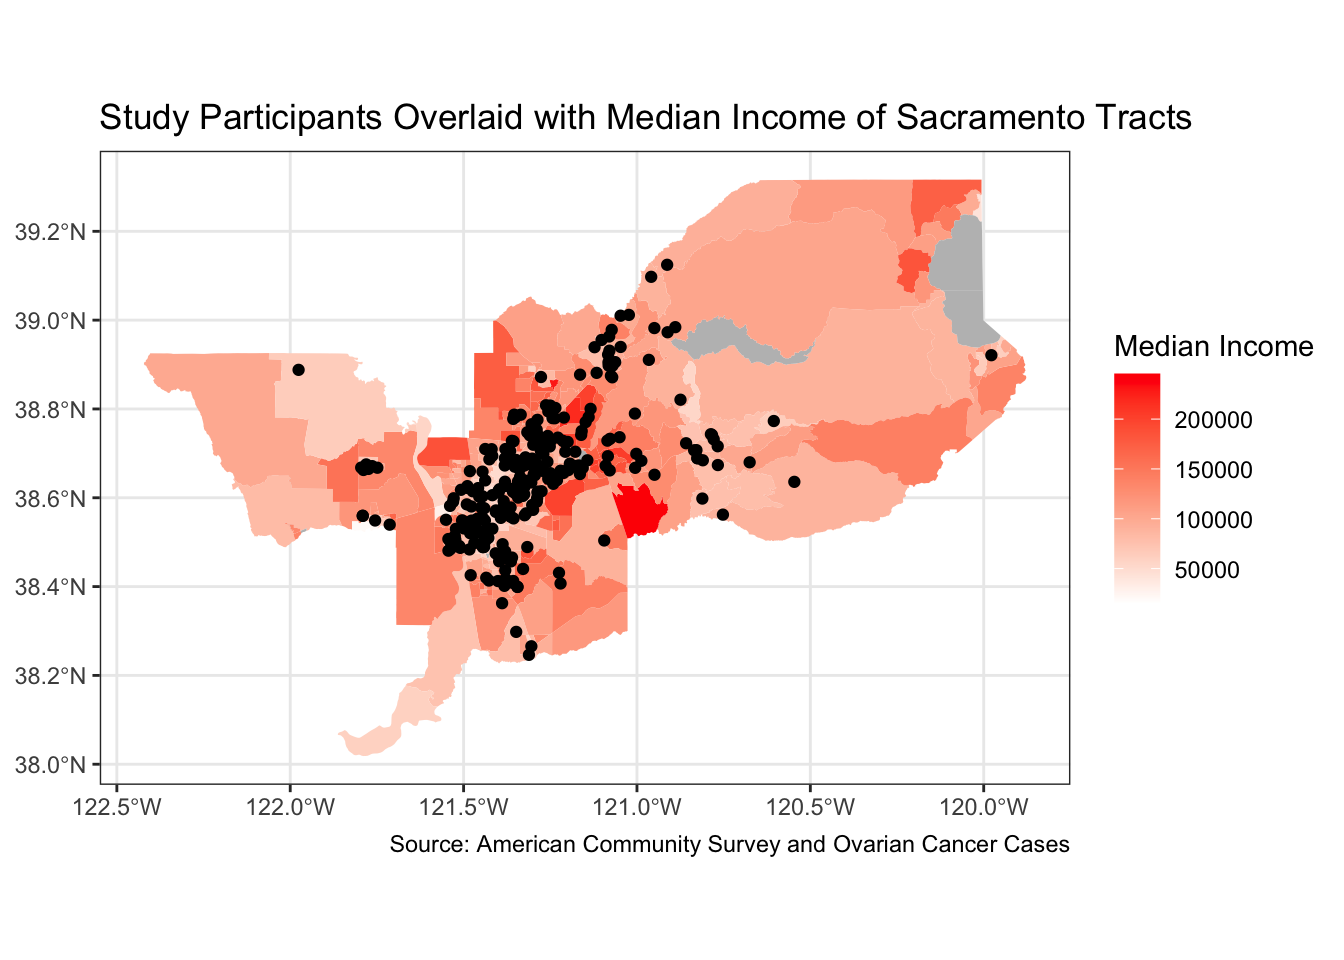 Study Participants Overlaid with Median Income of Sacramento Tracts
39.2°N
39.0°N
38.8°N
38.6°N
38.4°N
38.2°N
38.0°N
122.5°W 122.0°W 121.5°W 121.0°W 120.5°W 120.0°W
Median Income
200000
150000
100000
50000
Source: American Community Survey and Ovarian Cancer Cases